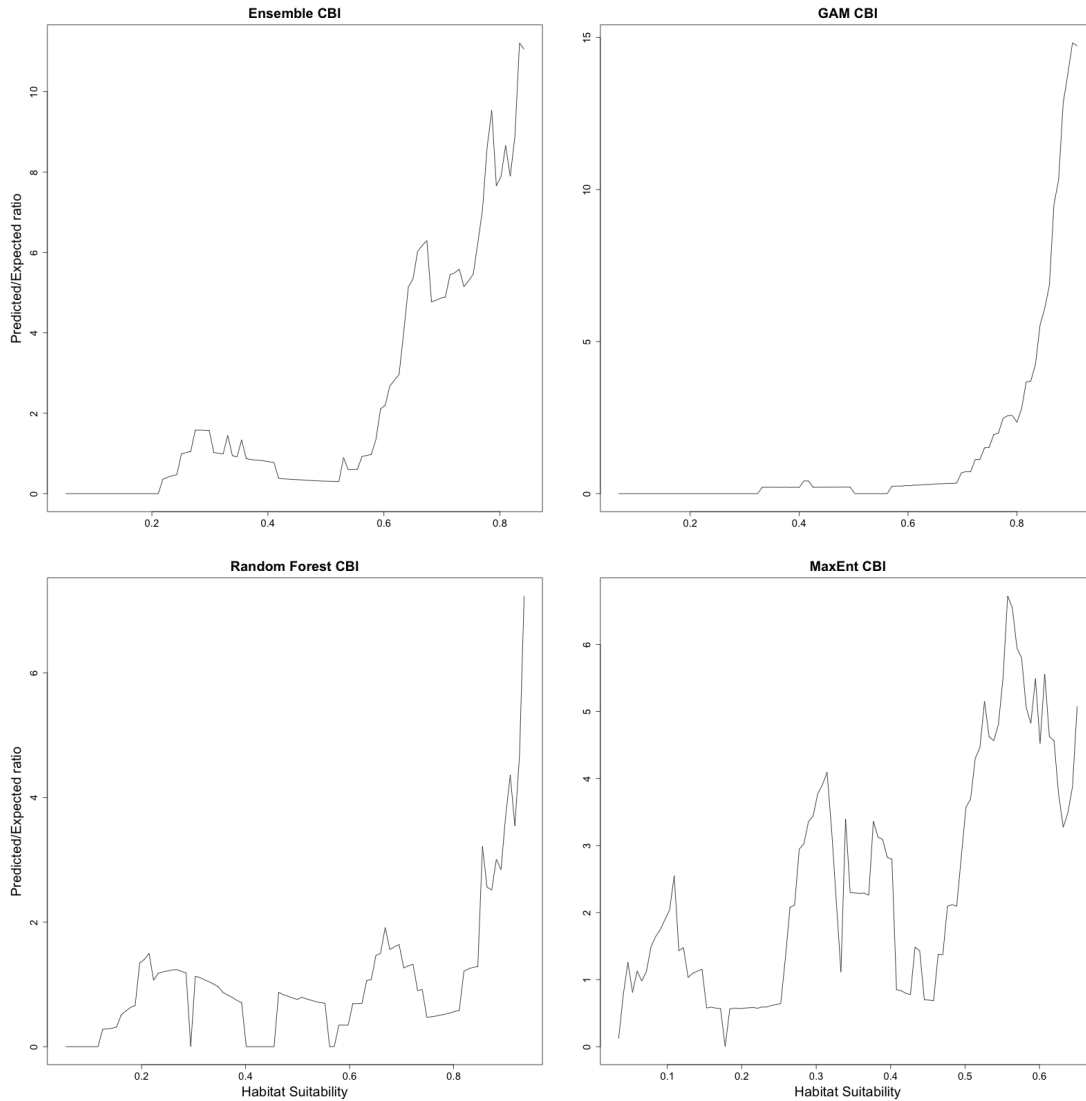 Ensemble CBI
Predicted/Expected ratio
0 2 4 6 8 10
0.2 0.4 0.6 0.8
GAM CBI
0 5 10 15
0.2 0.4 0.6 0.8
Random Forest CBI
Predicted/Expected ratio
0 2 4 6
0.2 0.4 0.6 0.8
Habitat Suitability
MaxEnt CBI
0 1 2 3 4 5 6
0.1 0.2 0.3 0.4 0.5 0.6
Habitat Suitability